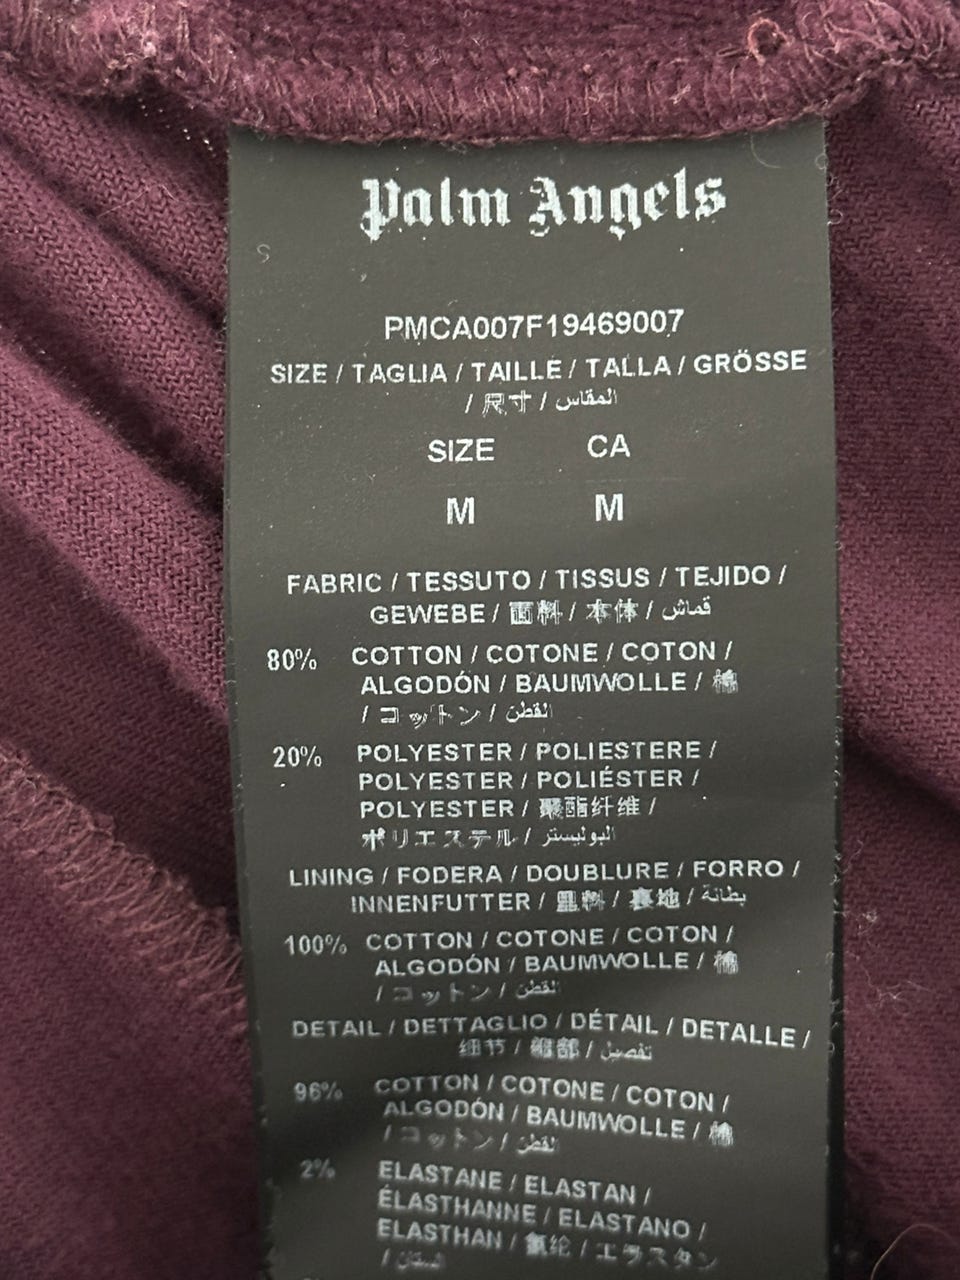 Palm Angels
PMCA007F19469007
SIZE / TAGLIA / TAILLE / TALLA / GRÖSSE
/ 尺寸 / المقاس
SIZE CA
M M
FABRIC / TESSUTO / TISSUS / TEJIDO /
GEWEBE / 面料 / 本体 / قماش
80% COTTON / COTONE / COTON /
ALGODÓN / BAUMWOLLE / 棉
/ コットン / القطن
20% POLYESTER / POLIESTERE /
POLYESTER / POLIÉSTER /
POLYESTER / 聚酯纤维 /
ポリエステル / البوليستر
LINING / FODERA / DOUBLURE / FORRO /
INNENFUTTER / 里料 / 裏地 / بطانة
100% COTTON / COTONE / COTON /
ALGODÓN / BAUMWOLLE / 棉
/ コットン / القطن
DETAIL / DETTAGLIO / DÉTAIL / DETALLE /
细节 / 細部 / تفصيل
96% COTTON / COTONE / COTON /
ALGODÓN / BAUMWOLLE / 棉
/ コットン / القطن
2% ELASTANE / ELASTAN /
ÉLASTHANNE / ELASTANO /
ELASTHAN / 氨纶 / エラスタン
/